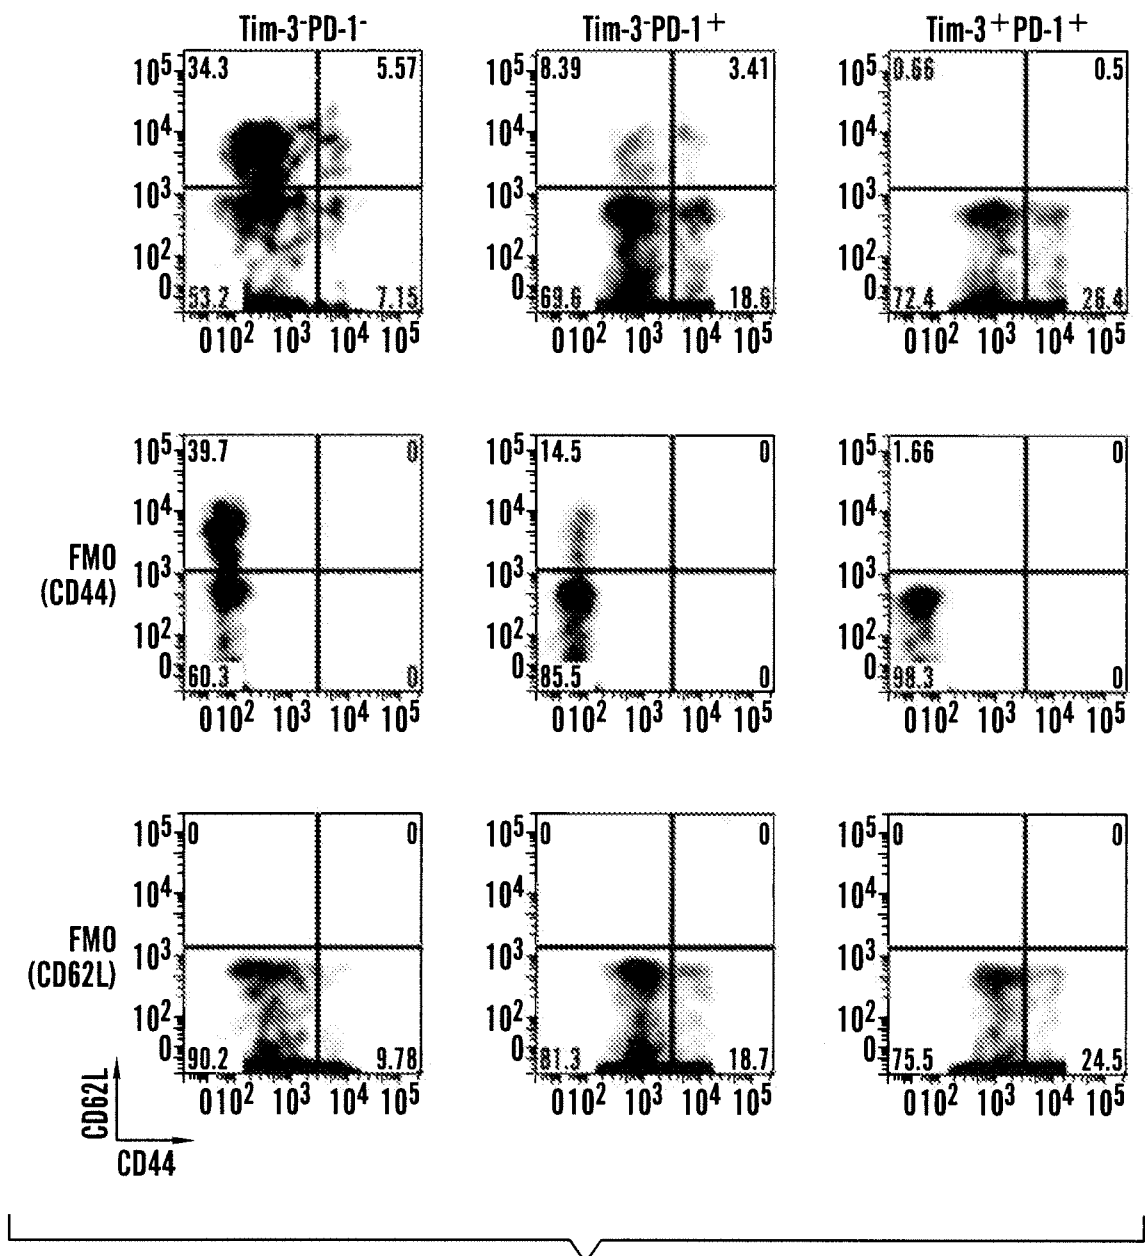 Tim-3⁻PD-1⁻ Tim-3⁻PD-1⁺ Tim-3⁺PD-1⁺
10⁵ 34.3 5.57 10⁵ 8.39 3.41 10⁵ 0.66 0.5
10⁴ 10⁴ 10⁴
10³ 10³ 10³
10² 10² 10²
0 53.2 7.15 0 69.6 18.6 0 72.4 26.4
0 10² 10³ 10⁴ 10⁵ 0 10² 10³ 10⁴ 10⁵ 0 10² 10³ 10⁴ 10⁵
10⁵ 39.7 0 10⁵ 14.5 0 10⁵ 1.66 0
10⁴ 10⁴ 10⁴
FMO
(CD44)
10³ 10³ 10³
10² 10² 10²
0 60.3 0 0 85.5 0 0 98.3 0
0 10² 10³ 10⁴ 10⁵ 0 10² 10³ 10⁴ 10⁵ 0 10² 10³ 10⁴ 10⁵
10⁵ 0 0 10⁵ 0 0 10⁵ 0 0
10⁴ 10⁴ 10⁴
FMO
(CD62L)
10³ 10³ 10³
10² 10² 10²
0 90.2 9.78 0 81.3 18.7 0 75.5 24.5
0 10² 10³ 10⁴ 10⁵ 0 10² 10³ 10⁴ 10⁵ 0 10² 10³ 10⁴ 10⁵
CD62L
CD44